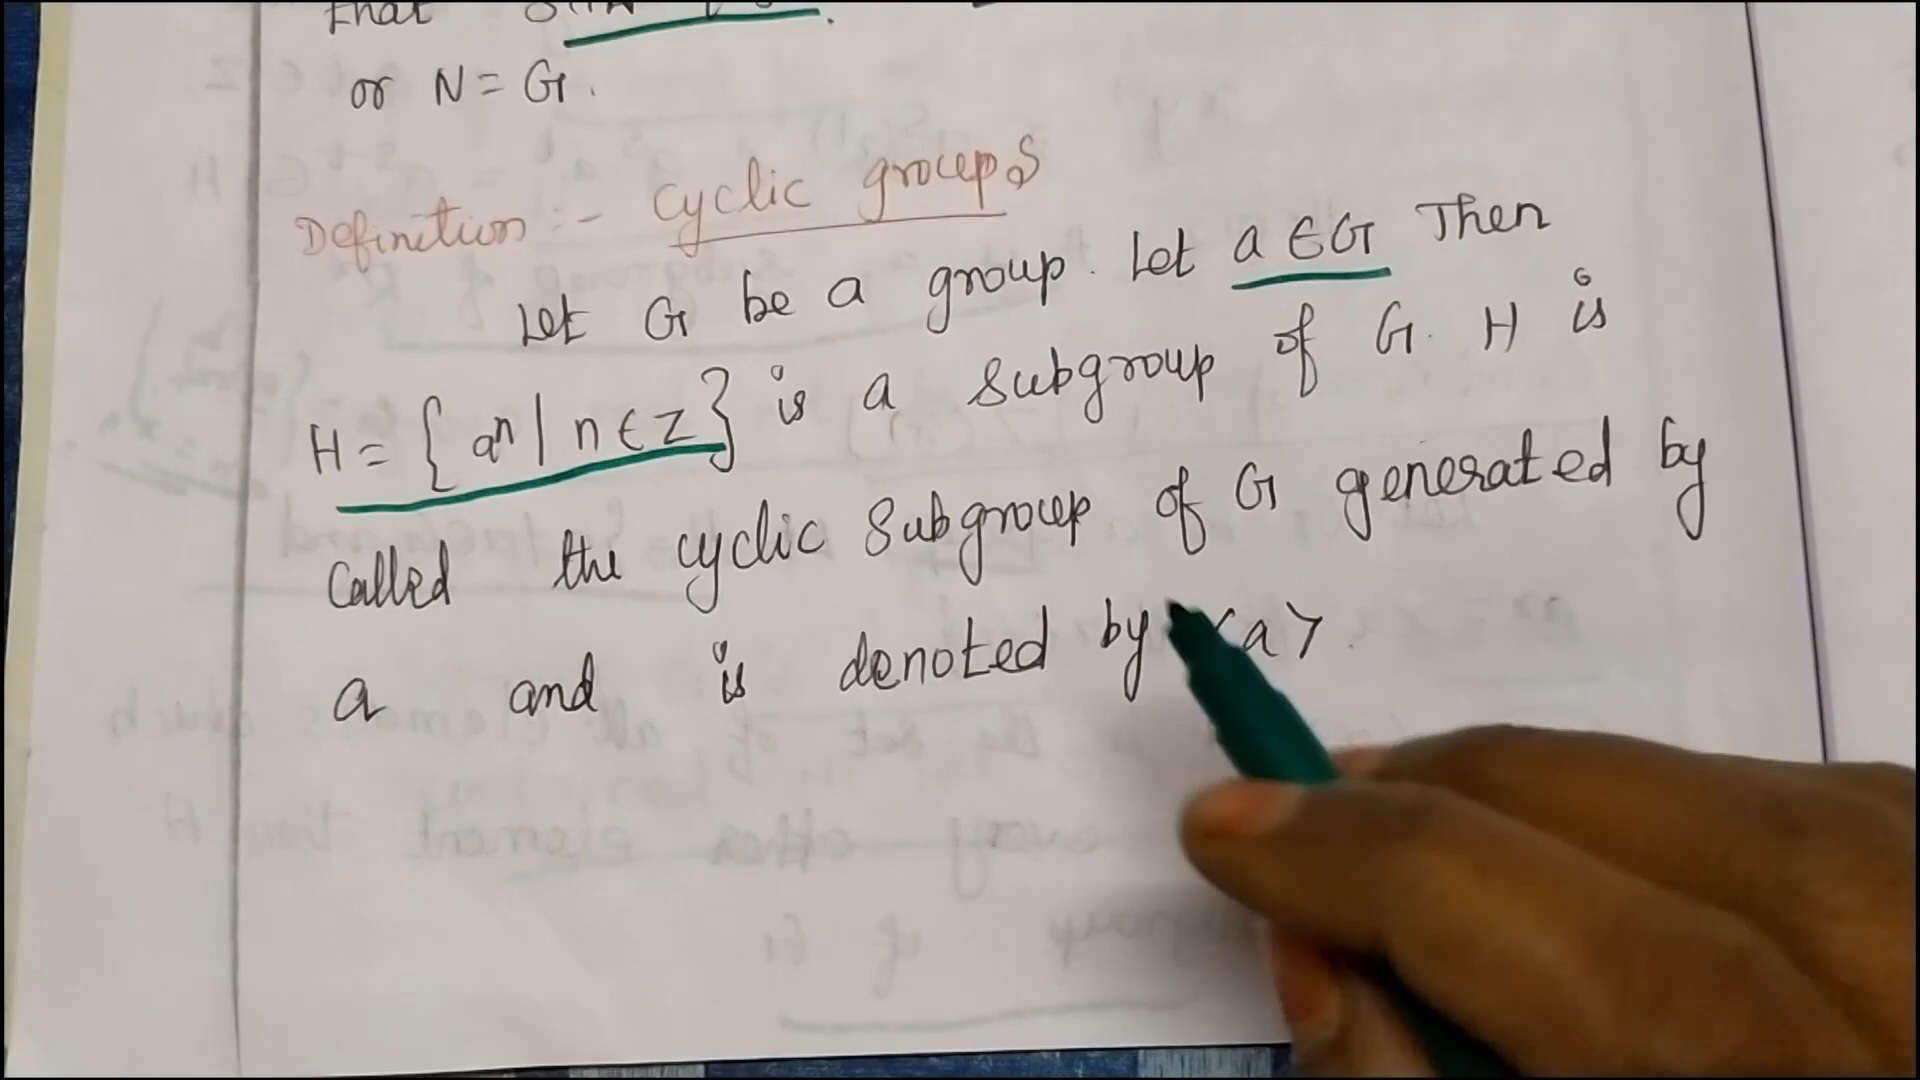 that
or N = G.
Definition :- cyclic groups
Let G be a group. Let a ∈ G Then
H = { aⁿ | n ∈ Z } is a subgroup of G. H is
called the cyclic subgroup of G generated by
a and is denoted by <a>.